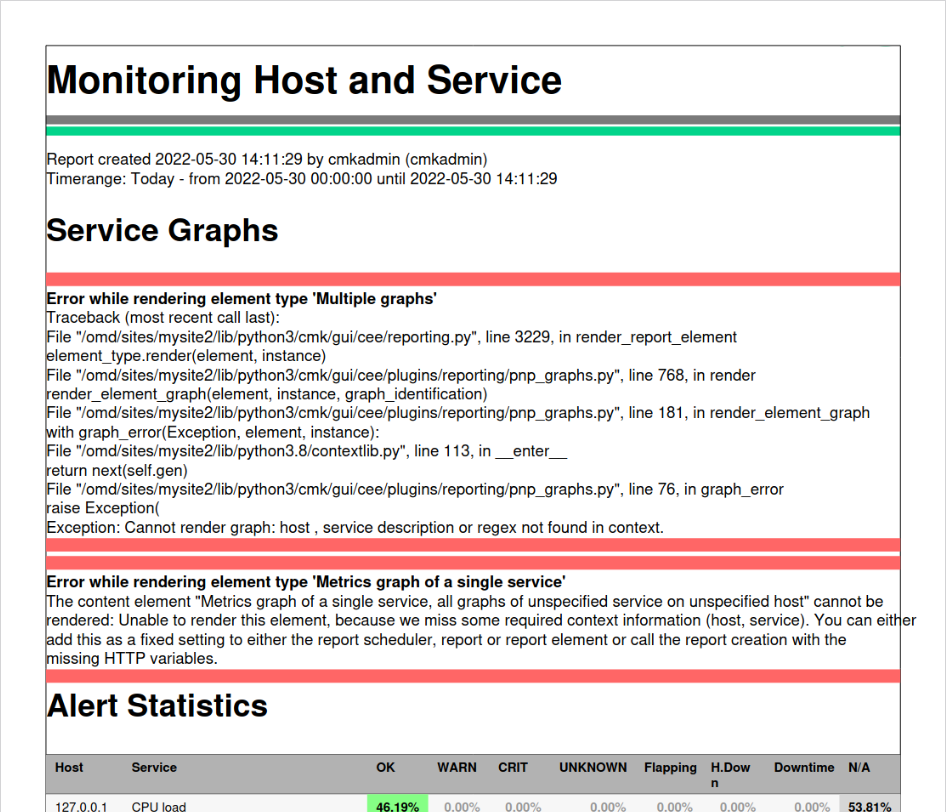 Monitoring Host and Service
Report created 2022-05-30 14:11:29 by cmkadmin (cmkadmin)
Timerange: Today - from 2022-05-30 00:00:00 until 2022-05-30 14:11:29
Service Graphs
Error while rendering element type 'Multiple graphs'
Traceback (most recent call last):
File "/omd/sites/mysite2/lib/python3/cmk/gui/cee/reporting.py", line 3229, in render_report_element
element_type.render(element, instance)
File "/omd/sites/mysite2/lib/python3/cmk/gui/cee/plugins/reporting/pnp_graphs.py", line 768, in render
render_element_graph(element, instance, graph_identification)
File "/omd/sites/mysite2/lib/python3/cmk/gui/cee/plugins/reporting/pnp_graphs.py", line 181, in render_element_graph
with graph_error(Exception, element, instance):
File "/omd/sites/mysite2/lib/python3.8/contextlib.py", line 113, in __enter__
return next(self.gen)
File "/omd/sites/mysite2/lib/python3/cmk/gui/cee/plugins/reporting/pnp_graphs.py", line 76, in graph_error
raise Exception(
Exception: Cannot render graph: host , service description or regex not found in context.
Error while rendering element type 'Metrics graph of a single service'
The content element "Metrics graph of a single service, all graphs of unspecified service on unspecified host" cannot be
rendered: Unable to render this element, because we miss some required context information (host, service). You can either
add this as a fixed setting to either the report scheduler, report or report element or call the report creation with the
missing HTTP variables.
Alert Statistics
Host Service OK WARN CRIT UNKNOWN Flapping H.Dow Downtime N/A
n
127.0.0.1 CPU load 46.19% 0.00% 0.00% 0.00% 0.00% 0.00% 0.00% 53.81%